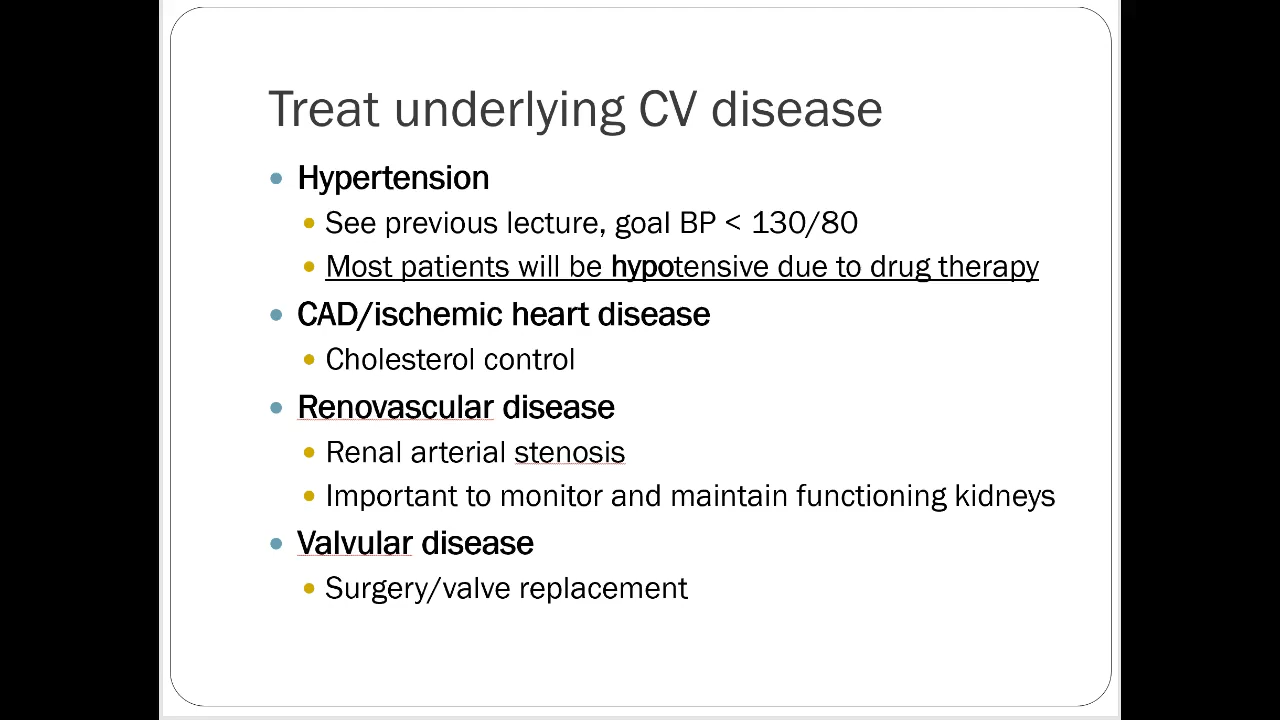 Treat underlying CV disease
• Hypertension
• See previous lecture, goal BP < 130/80
• Most patients will be hypotensive due to drug therapy
• CAD/ischemic heart disease
• Cholesterol control
• Renovascular disease
• Renal arterial stenosis
• Important to monitor and maintain functioning kidneys
• Valvular disease
• Surgery/valve replacement